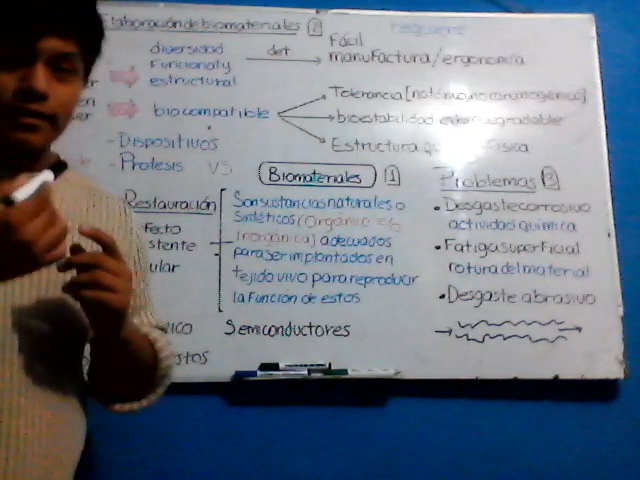 Elaboración de biomateriales 2
requiere
diversidad
Funcional y
estructural
det
Fácil
manufactura/ergonomía
biocompatible
Tolerancia [no tóxico, no carcinogénico]
bioestabilidad
Estructura
Física
- Dispositivos
- Prótesis VS
Biomateriales 1
Problemas 3
Restauración
Son sustancias naturales o
Sintéticos (Orgánico
inorgánica) adecuados
para ser implantados en
tejido vivo para reproducir
la función de estos
Semiconductores
• Desgaste corrosivo
actividad química
• Fatiga superficial
rotura del material
• Desgaste abrasivo